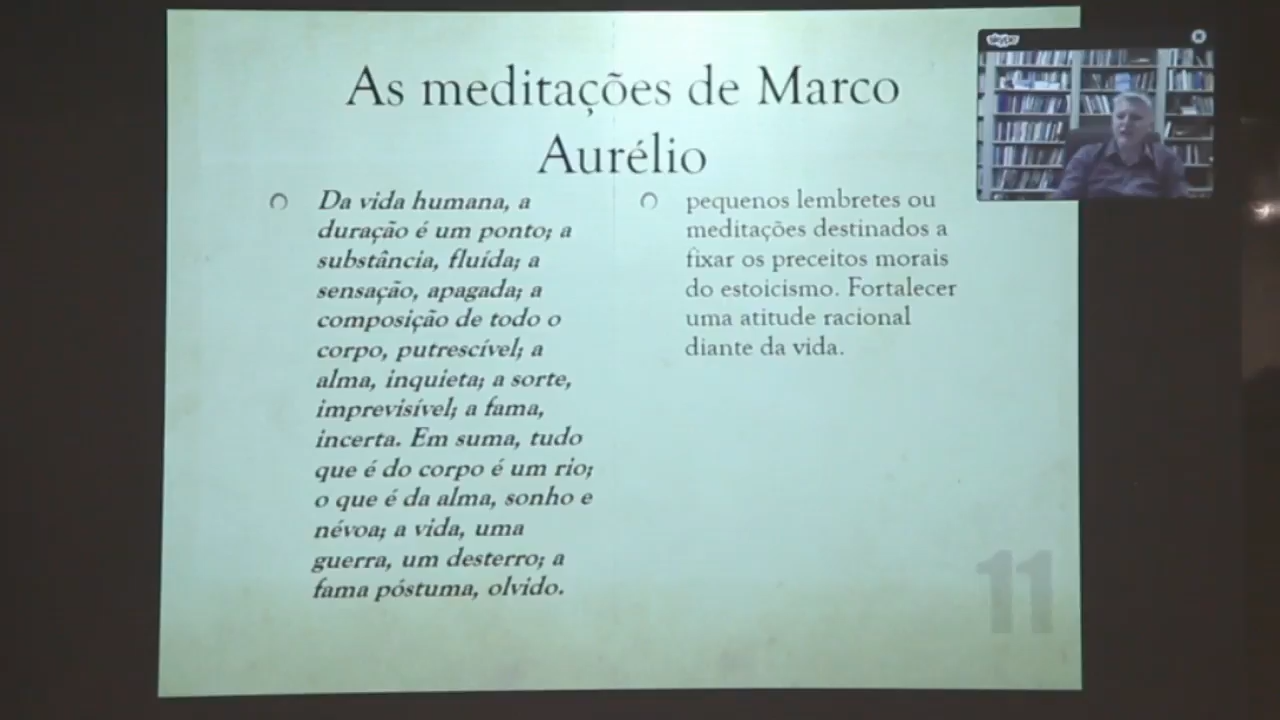 As meditações de Marco
Aurélio
Da vida humana, a
duração é um ponto; a
substância, fluída; a
sensação, apagada; a
composição de todo o
corpo, putrescível; a
alma, inquieta; a sorte,
imprevisível; a fama,
incerta. Em suma, tudo
que é do corpo é um rio;
o que é da alma, sonho e
névoa; a vida, uma
guerra, um desterro; a
fama póstuma, olvido.
pequenos lembretes ou
meditações destinados a
fixar os preceitos morais
do estoicismo. Fortalecer
uma atitude racional
diante da vida.
11
skype